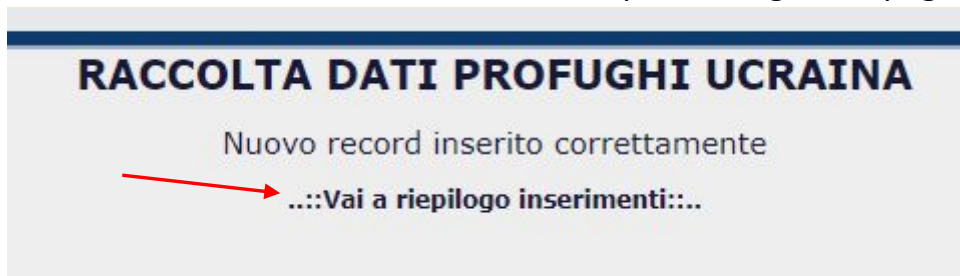 RACCOLTA DATI PROFUGHI UCRAINA
Nuovo record inserito correttamente
..::Vai a riepilogo inserimenti::..